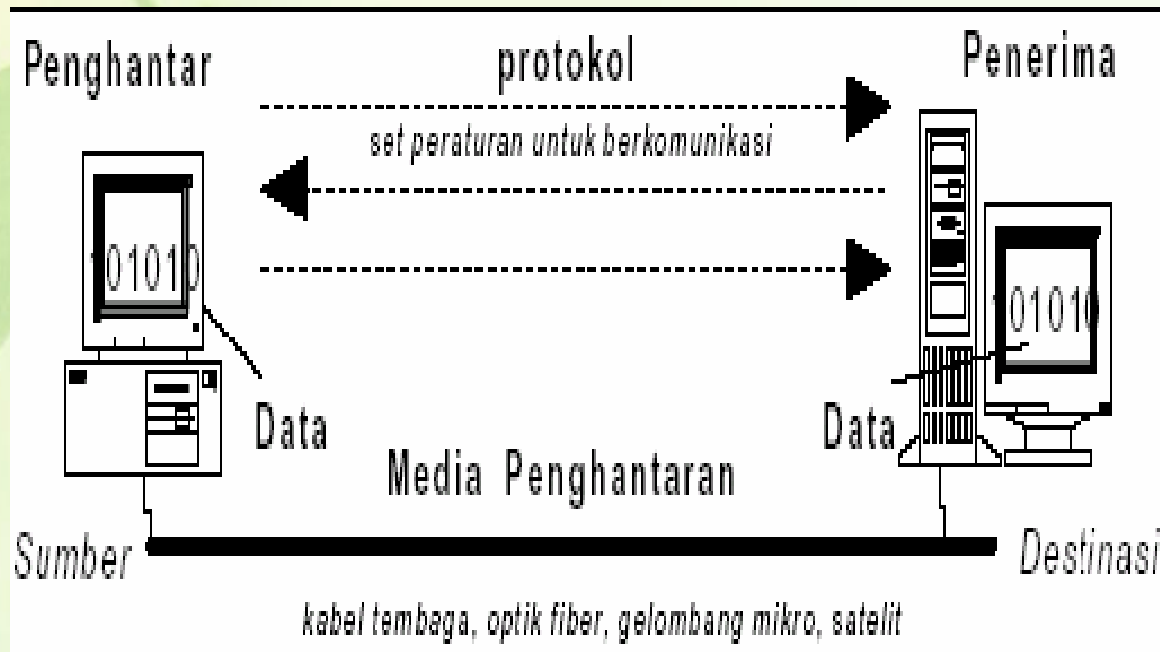 Penghantar
protokol
Penerima
set peraturan untuk berkomunikasi
101010
101010
Data
Data
Media Penghantaran
Sumber
Destinasi
kabel tembaga, optik fiber, gelombang mikro, satelit